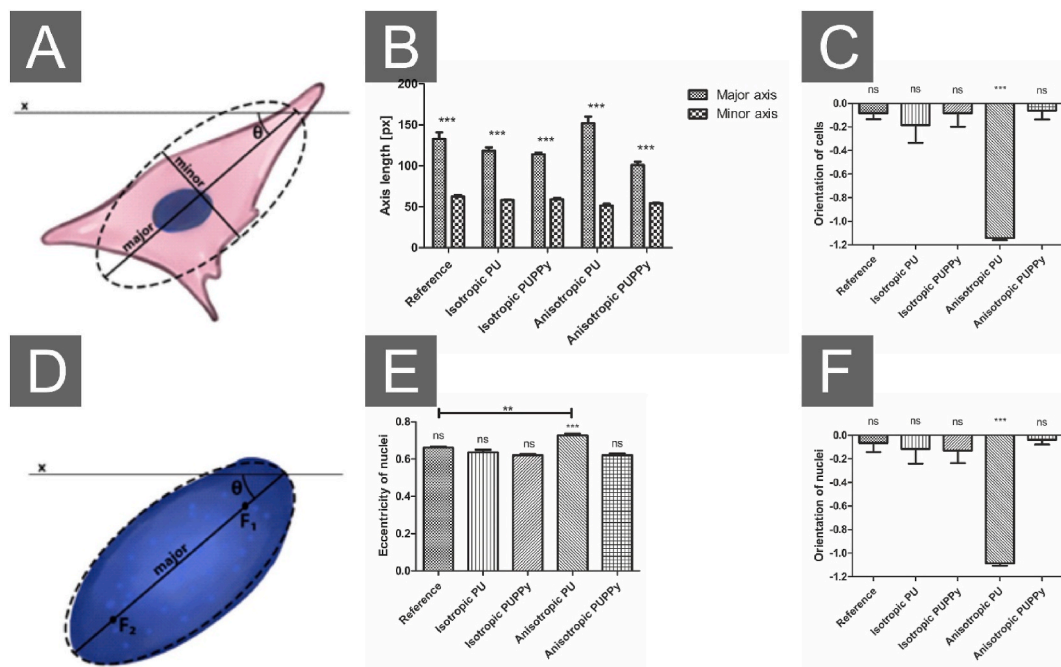 A
x
θ
minor
major
B
Axis length [px]
200
150
100
50
0
***
***
***
***
***
Major axis
Minor axis
Reference
Isotropic PU
Isotropic PUPPy
Anisotropic PU
Anisotropic PUPPy
C
ns
ns
ns
***
ns
Orientation of cells
0.0
-0.2
-0.4
-0.6
-0.8
-1.0
-1.2
Reference
Isotropic PU
Isotropic PUPPy
Anisotropic PU
Anisotropic PUPPy
D
x
θ
F1
major
F2
E
Eccentricity of nuclei
0.8
0.6
0.4
0.2
0.0
**
ns
ns
ns
***
ns
Reference
Isotropic PU
Isotropic PUPPy
Anisotropic PU
Anisotropic PUPPy
F
ns
ns
ns
***
ns
Orientation of nuclei
0.0
-0.2
-0.4
-0.6
-0.8
-1.0
-1.2
Reference
Isotropic PU
Isotropic PUPPy
Anisotropic PU
Anisotropic PUPPy